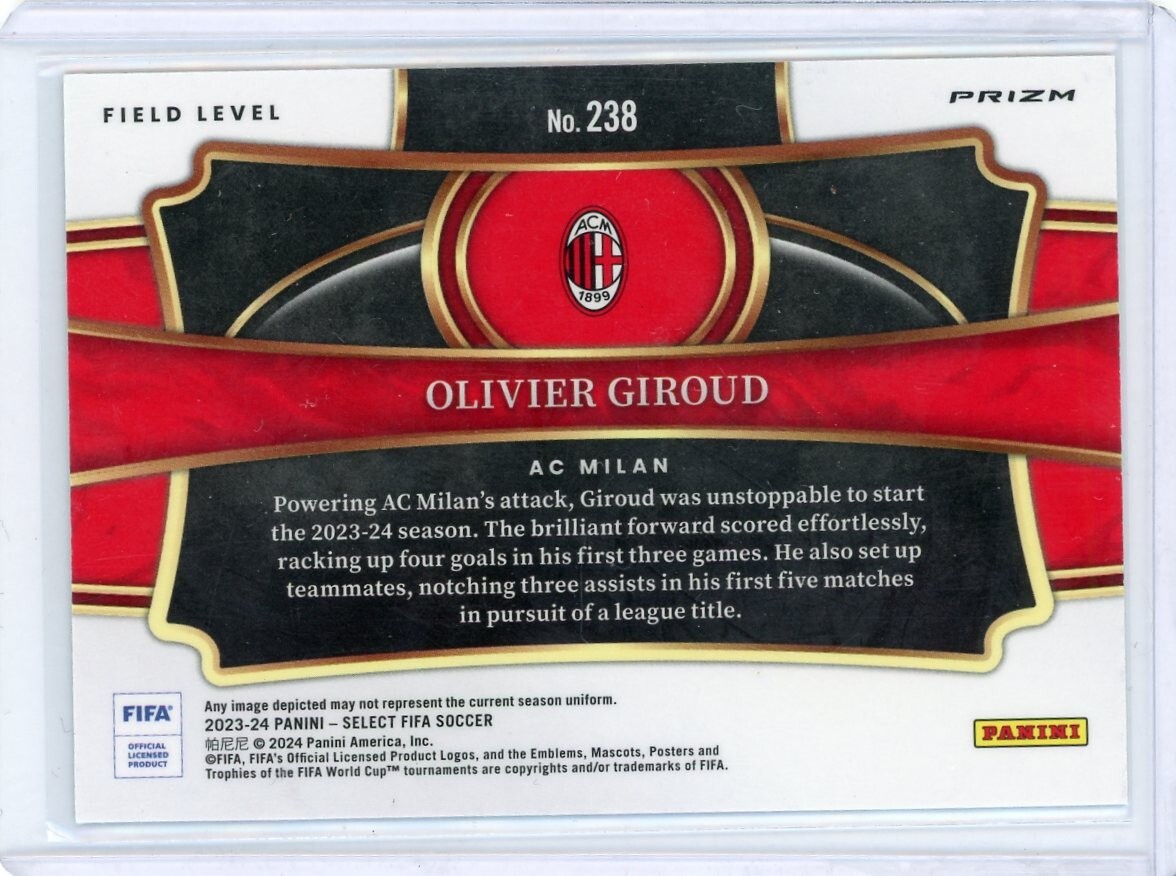 FIELD LEVEL
No. 238
PRIZM
ACM
1899
OLIVIER GIROUD
AC MILAN
Powering AC Milan's attack, Giroud was unstoppable to start
the 2023-24 season. The brilliant forward scored effortlessly,
racking up four goals in his first three games. He also set up
teammates, notching three assists in his first five matches
in pursuit of a league title.
FIFA®
OFFICIAL
LICENSED
PRODUCT
Any image depicted may not represent the current season uniform.
2023-24 PANINI – SELECT FIFA SOCCER
帕尼尼 © 2024 Panini America, Inc.
©FIFA, FIFA's Official Licensed Product Logos, and the Emblems, Mascots, Posters and
Trophies of the FIFA World Cup™ tournaments are copyrights and/or trademarks of FIFA.
PANINI